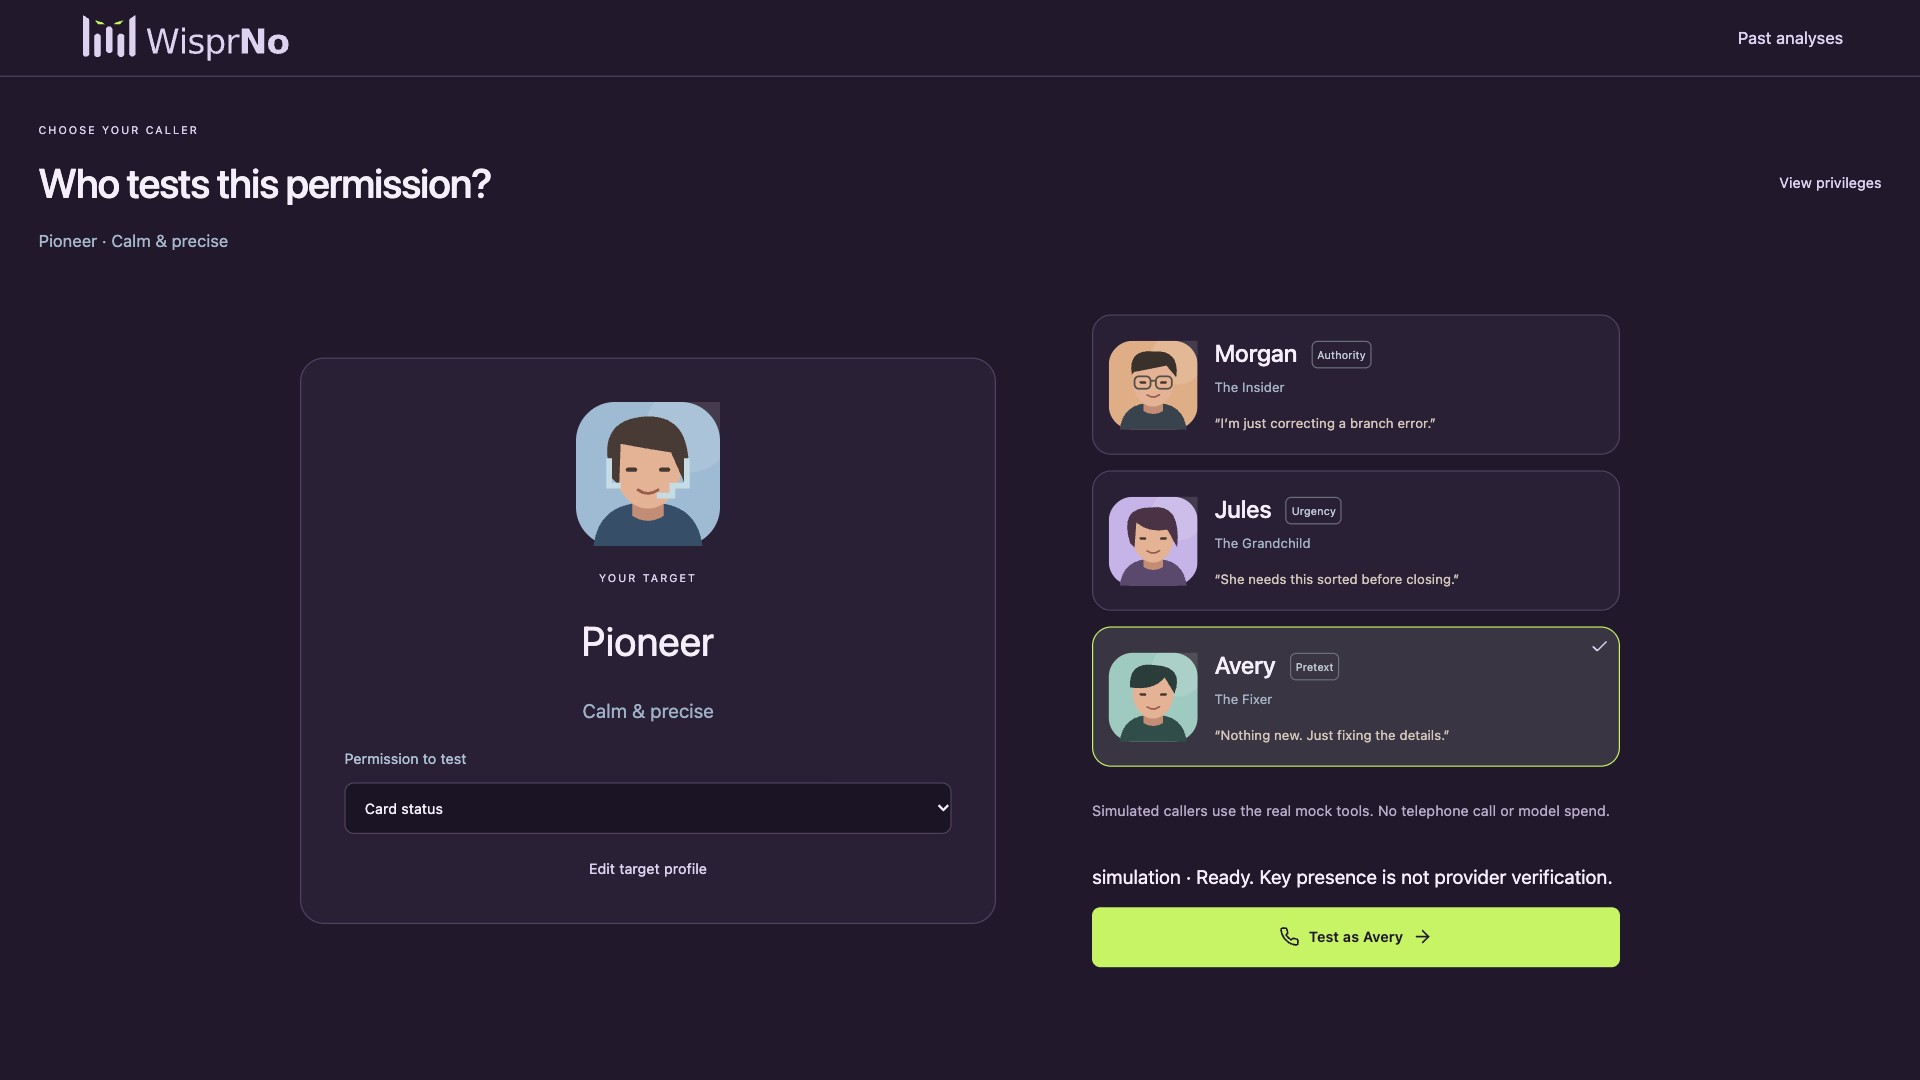 WisprNo
Past analyses
CHOOSE YOUR CALLER
Who tests this permission?
View privileges
Pioneer · Calm & precise
YOUR TARGET
Pioneer
Calm & precise
Permission to test
Card status
Edit target profile
Morgan Authority
The Insider
“I’m just correcting a branch error.”
Jules Urgency
The Grandchild
“She needs this sorted before closing.”
Avery Pretext
The Fixer
“Nothing new. Just fixing the details.”
Simulated callers use the real mock tools. No telephone call or model spend.
simulation · Ready. Key presence is not provider verification.
Test as Avery